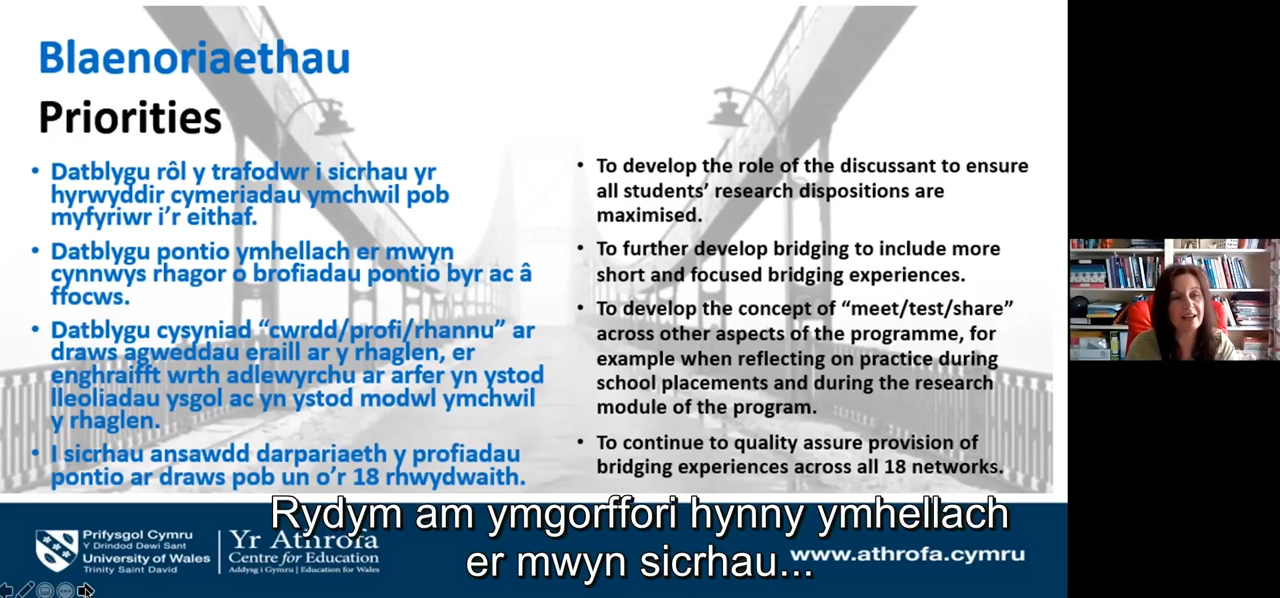 Blaenoriaethau
Priorities
• Datblygu rôl y trafodwr i sicrhau yr
hyrwyddir cymeriadau ymchwil pob
myfyriwr i'r eithaf.
• Datblygu pontio ymhellach er mwyn
cynnwys rhagor o brofiadau pontio byr ac â
ffocws.
• Datblygu cysyniad “cwrdd/profi/rhannu” ar
draws agweddau eraill ar y rhaglen, er
enghraifft wrth adlewyrchu ar arfer yn ystod
lleoliadau ysgol ac yn ystod modwl ymchwil
y rhaglen.
• I sicrhau ansawdd darpariaeth y profiadau
pontio ar draws pob un o'r 18 rhwydwaith.
• To develop the role of the discussant to ensure
all students’ research dispositions are
maximised.
• To further develop bridging to include more
short and focused bridging experiences.
• To develop the concept of “meet/test/share”
across other aspects of the programme, for
example when reflecting on practice during
school placements and during the research
module of the program.
• To continue to quality assure provision of
bridging experiences across all 18 networks.
Rydym am ymgorffori hynny ymhellach
er mwyn sicrhau...
Prifysgol Cymru
Y Drindod Dewi Sant
University of Wales
Trinity Saint David
Yr Athrofa
Centre for Education
Addysg i Gymru | Education for Wales
www.athrofa.cymru